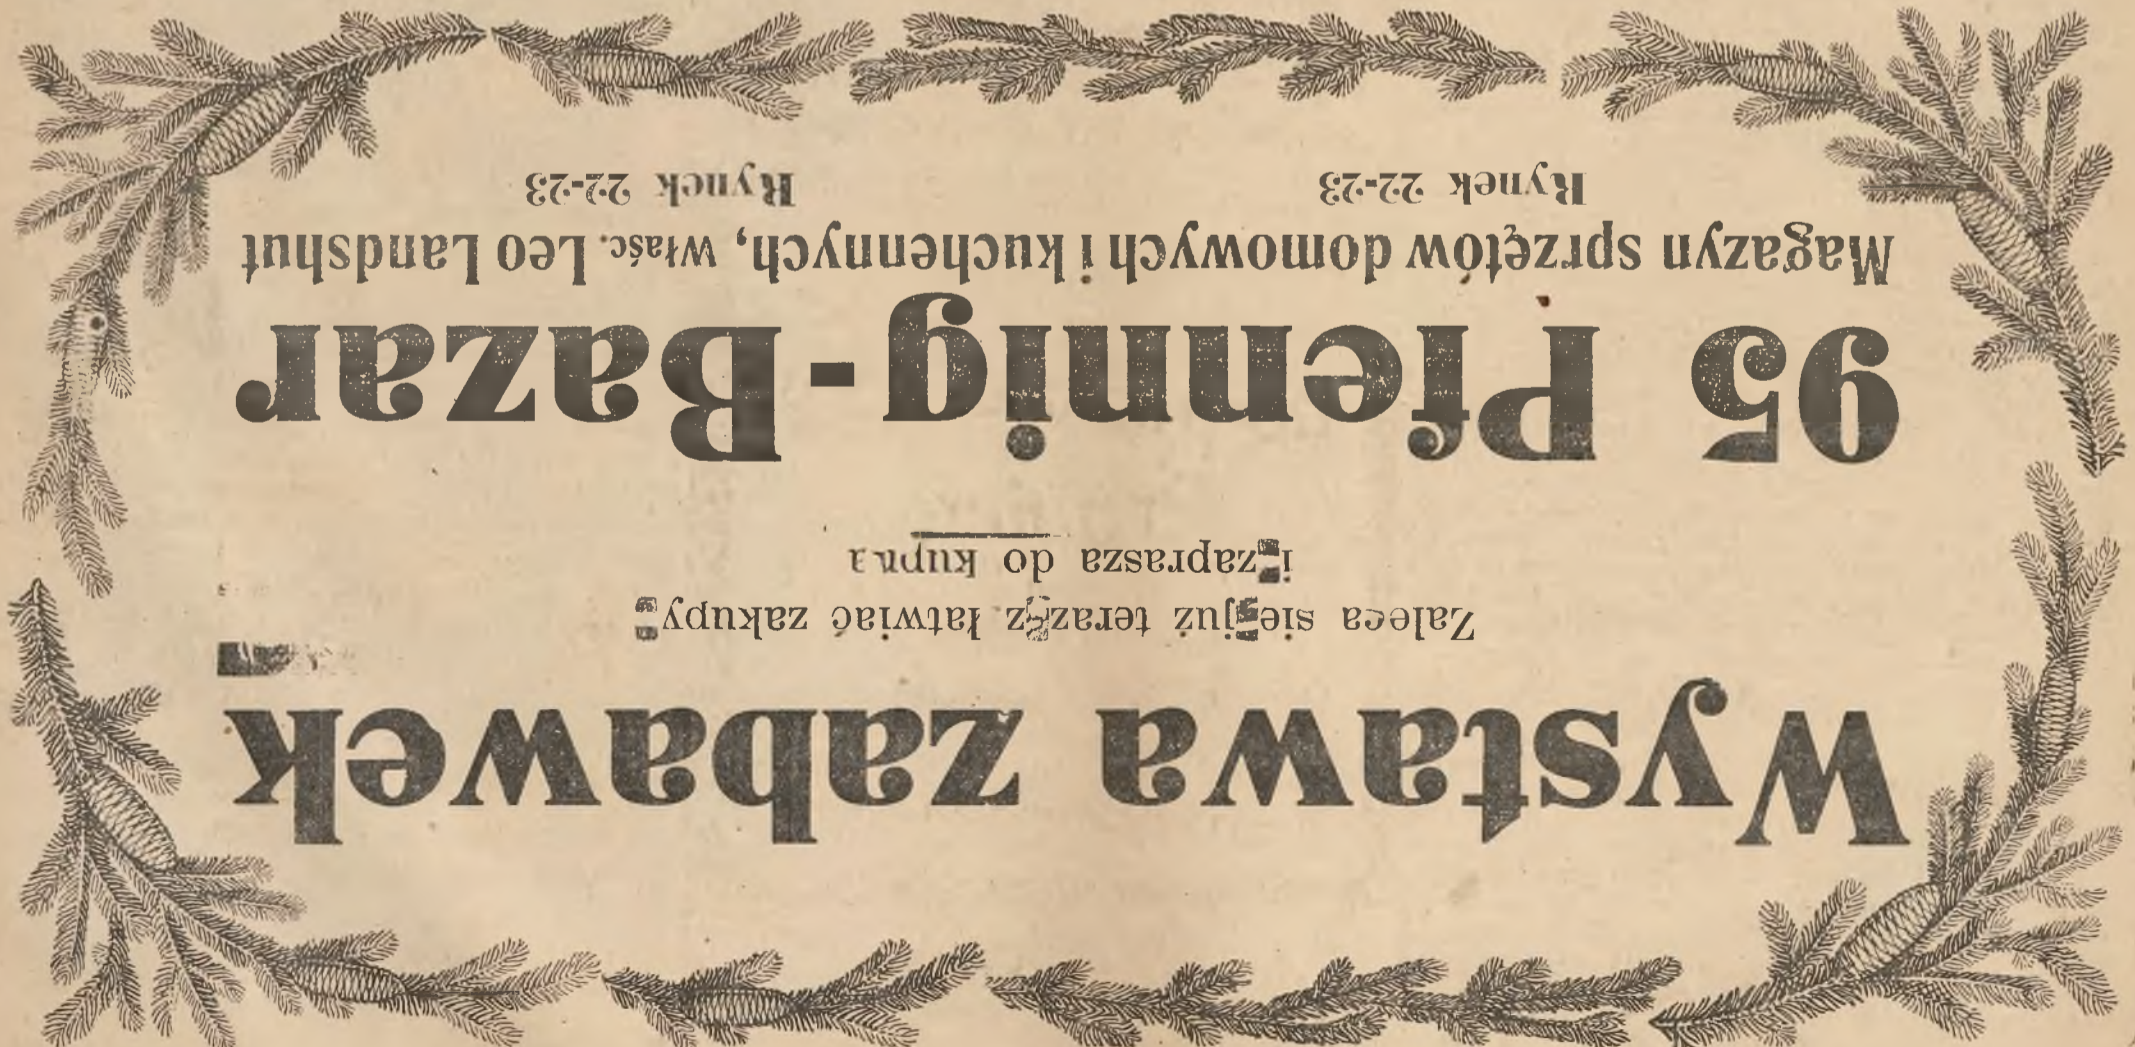 Wystawa zabawek
Zaleca się już teraz załatwiać zakupy
i zaprasza do kupna
95 Pfennig-Bazar
Magazyn sprzętów domowych i kuchennych, właśc. Leo Landshut
Rynek 22-23 Rynek 22-23